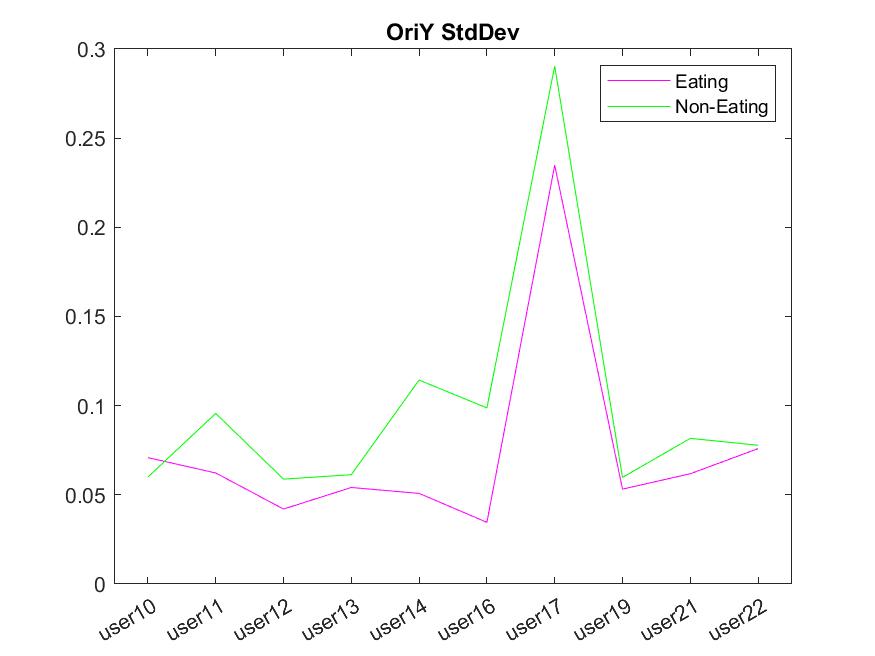 OriY StdDev
0.3
0.25
0.2
0.15
0.1
0.05
0
Eating
Non-Eating
user10
user11
user12
user13
user14
user16
user17
user19
user21
user22